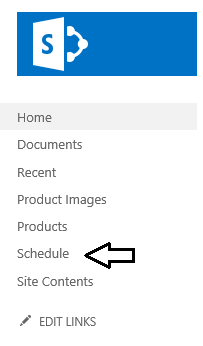 S
Home
Documents
Recent
Product Images
Products
Schedule
Site Contents
EDIT LINKS